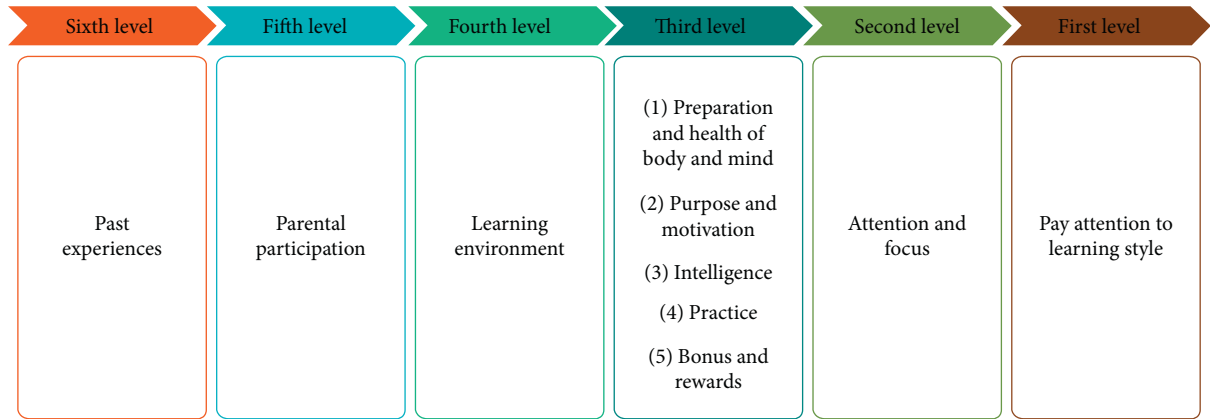 Sixth level
Fifth level
Fourth level
Third level
Second level
First level
Past
experiences
Parental
participation
Learning
environment
(1) Preparation
and health of
body and mind
(2) Purpose and
motivation
(3) Intelligence
(4) Practice
(5) Bonus and
rewards
Attention and
focus
Pay attention to
learning style